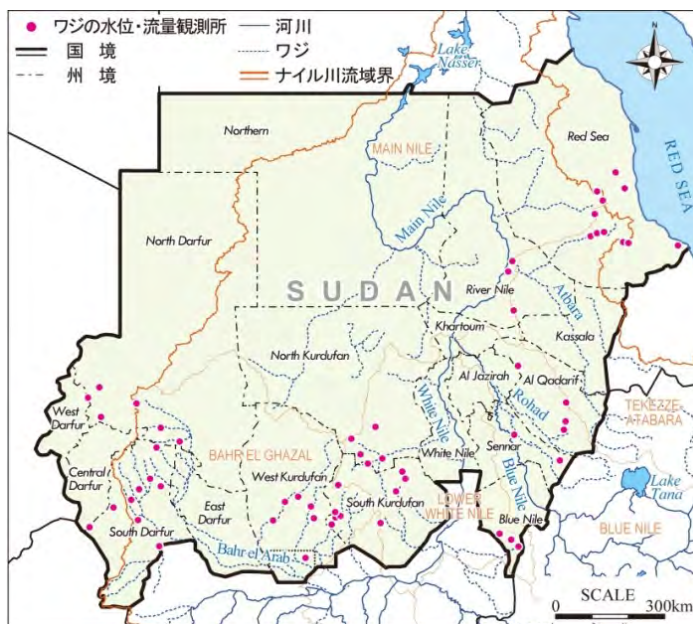 ワジの水位・流量観測所
国 境
州 境
河川
ワジ
ナイル川流域界
Lake
Nasser
N
Northern
MAIN NILE
Red Sea
RED SEA
Main Nile
North Darfur
SUDAN
River Nile
Atbara
Khartoum
Kassala
North Kurdufan
Al Jazirah
Al Qadarif
White Nile
Rohad
West
Darfur
TEKEZZE-
ATABARA
BAHR EL GHAZAL
White Nile
Sennar
Central
Darfur
West Kurdufan
Blue Nile
Lake
Tana
East
Darfur
South Kurdufan
LOWER
WHITE NILE
South Darfur
Blue Nile
BLUE NILE
Bahr el Arab
SCALE
0
300km